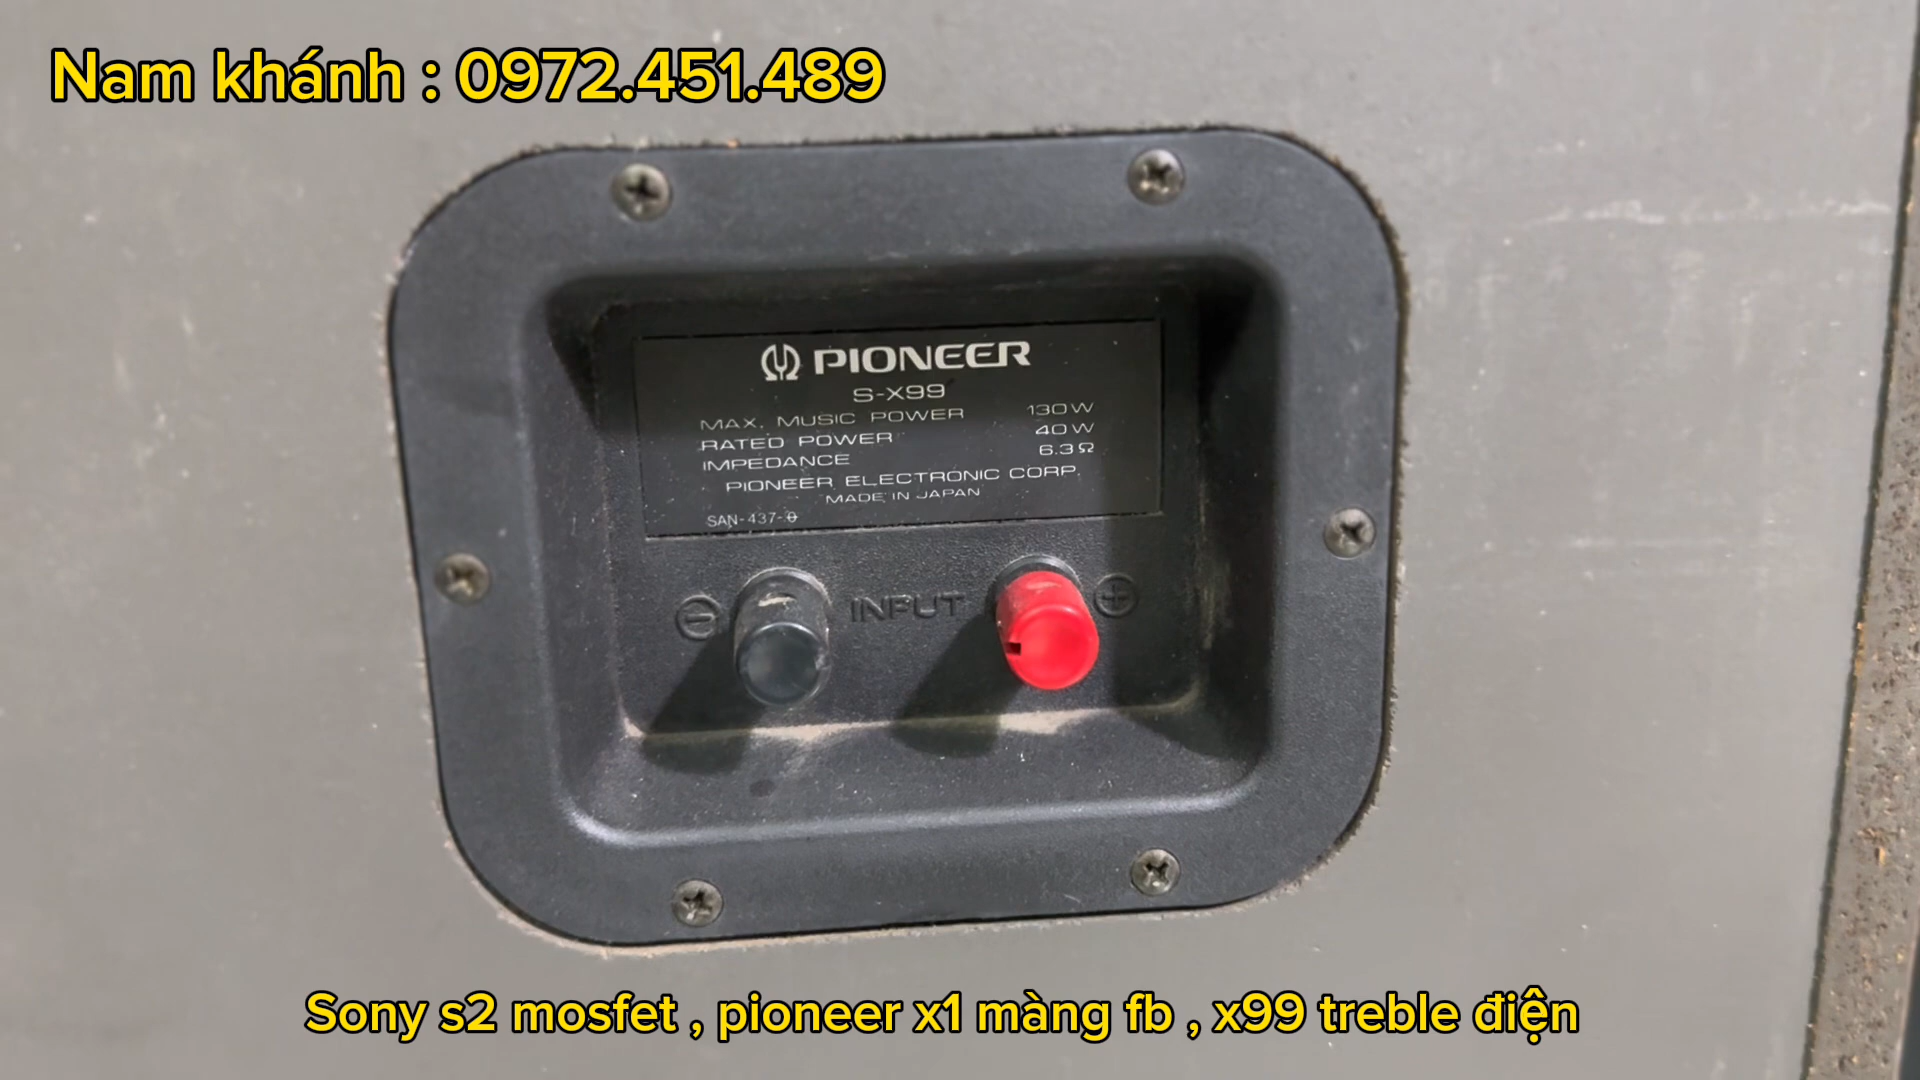 Nam khánh : 0972.451.489
PIONEER
S-X99
MAX. MUSIC POWER 130W
RATED POWER 40W
IMPEDANCE 6.3Ω
PIONEER ELECTRONIC CORP.
MADE IN JAPAN
SAN-437-0
⊖ INPUT ⊕
Sony s2 mosfet , pioneer x1 màng fb , x99 treble điện